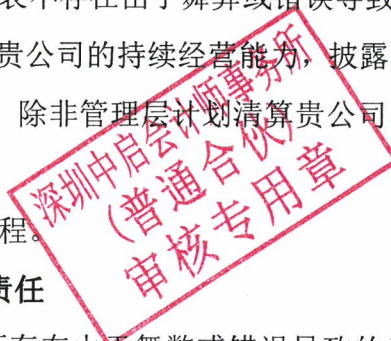 表不存在由于舞弊或错误导致
贵公司的持续经营能力，披露
除非管理层计划清算贵公司
程。
责任
存在由于舞弊或错误导致的
深圳中启会计师事务所
（普通合伙）
审核专用章